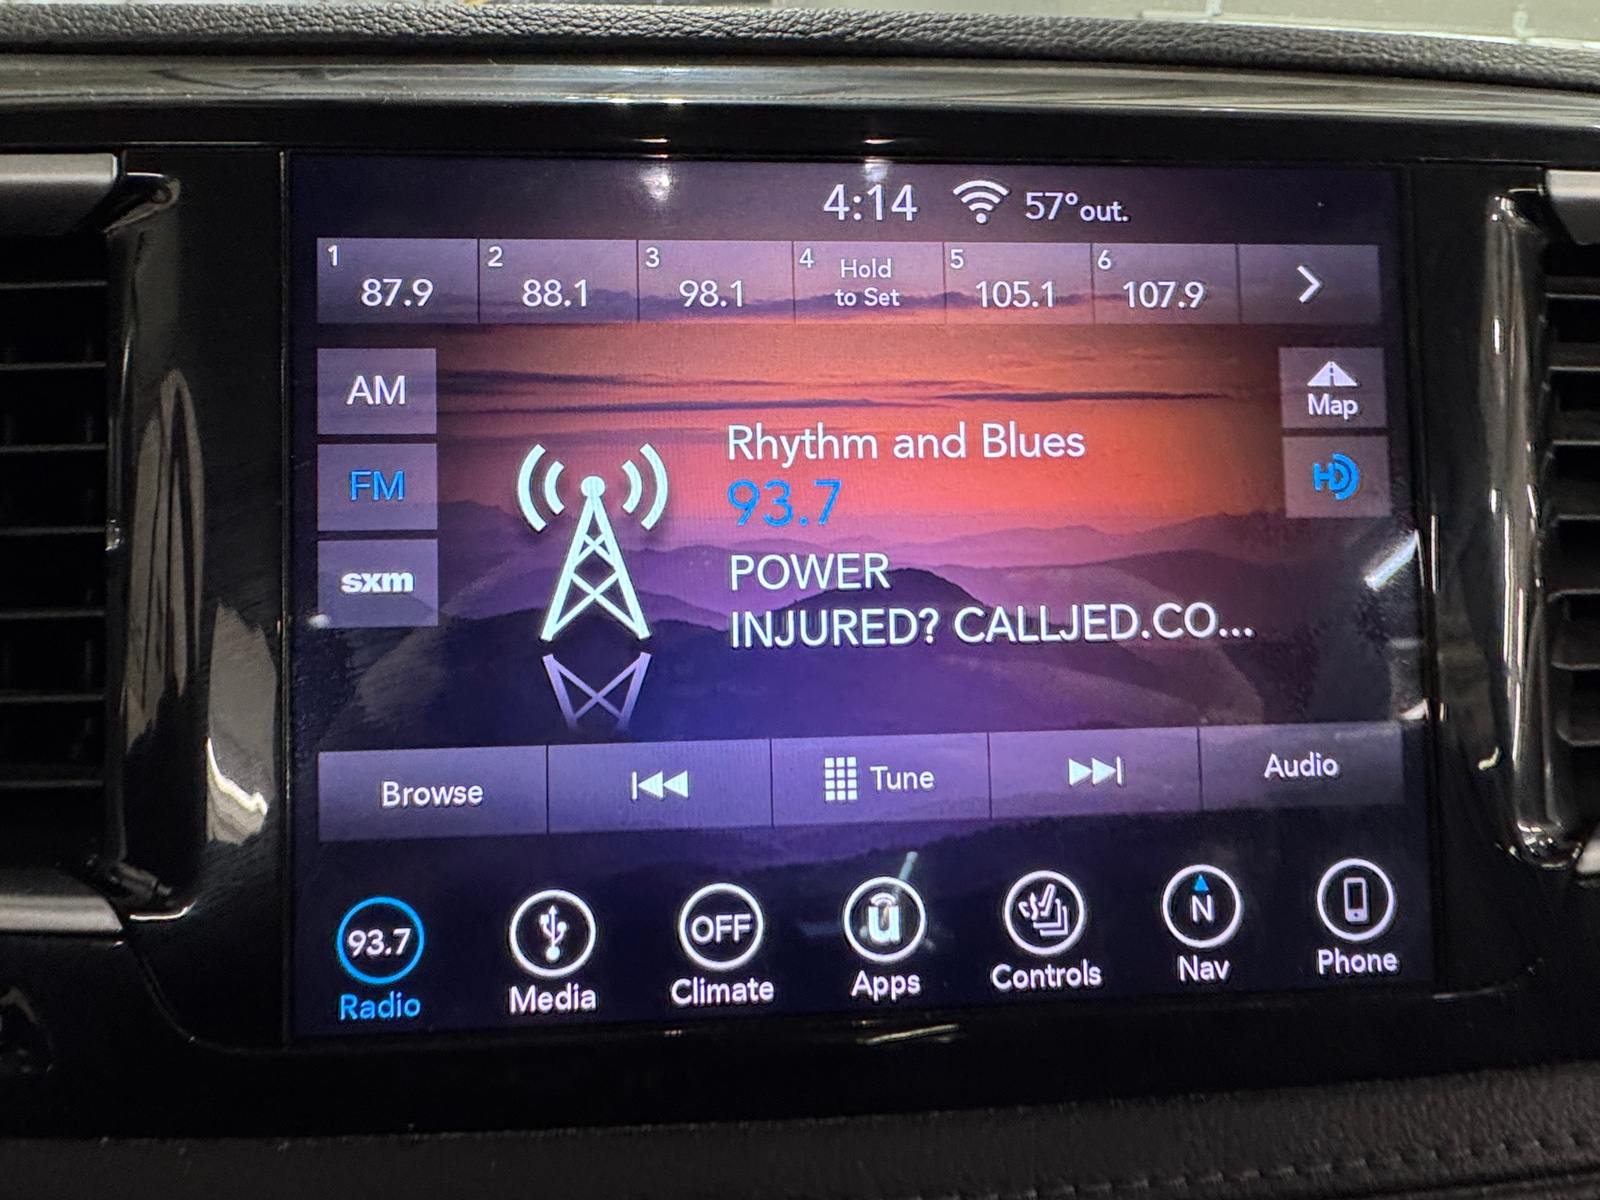 4:14 57°out.
1 87.9 2 88.1 3 98.1 4 Hold to Set 5 105.1 6 107.9
AM
Map
FM
HD
sxm
Rhythm and Blues
93.7
POWER
INJURED? CALLJED.CO...
Browse Tune Audio
93.7 OFF u N
Radio Media Climate Apps Controls Nav Phone